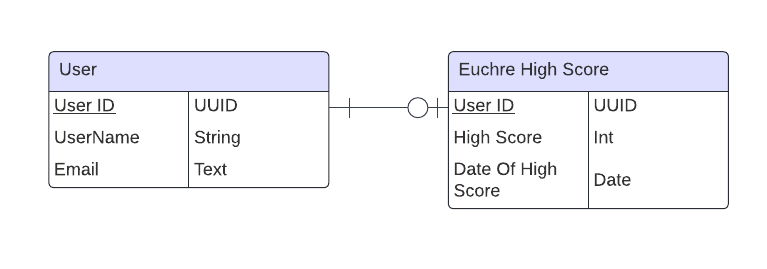 User
User ID UUID
UserName String
Email Text
Euchre High Score
User ID UUID
High Score Int
Date Of High
Score
Date